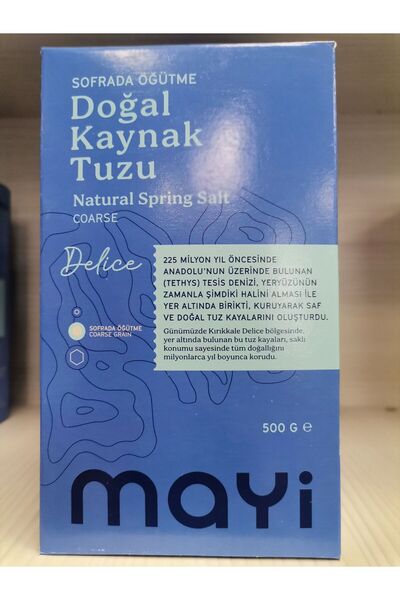 SOFRADA ÖĞÜTME
Doğal
Kaynak
Tuzu
Natural Spring Salt
COARSE
Delice
225 MİLYON YIL ÖNCESİNDE
ANADOLU'NUN ÜZERİNDE BULUNAN
(TETHYS) TESİS DENİZİ, YERYÜZÜNÜN
ZAMANLA ŞİMDİKİ HALİNİ ALMASI İLE
YER ALTINDA BİRİKTİ, KURUYARAK SAF
VE DOĞAL TUZ KAYALARINI OLUŞTURDU.
Günümüzde Kırıkkale Delice bölgesinde,
yer altında bulunan bu tuz kayaları, saklı
konumu sayesinde tüm doğallığını
milyonlarca yıl boyunca korudu.
SOFRADA ÖĞÜTME
COARSE GRAIN
500 G ℮
mayi